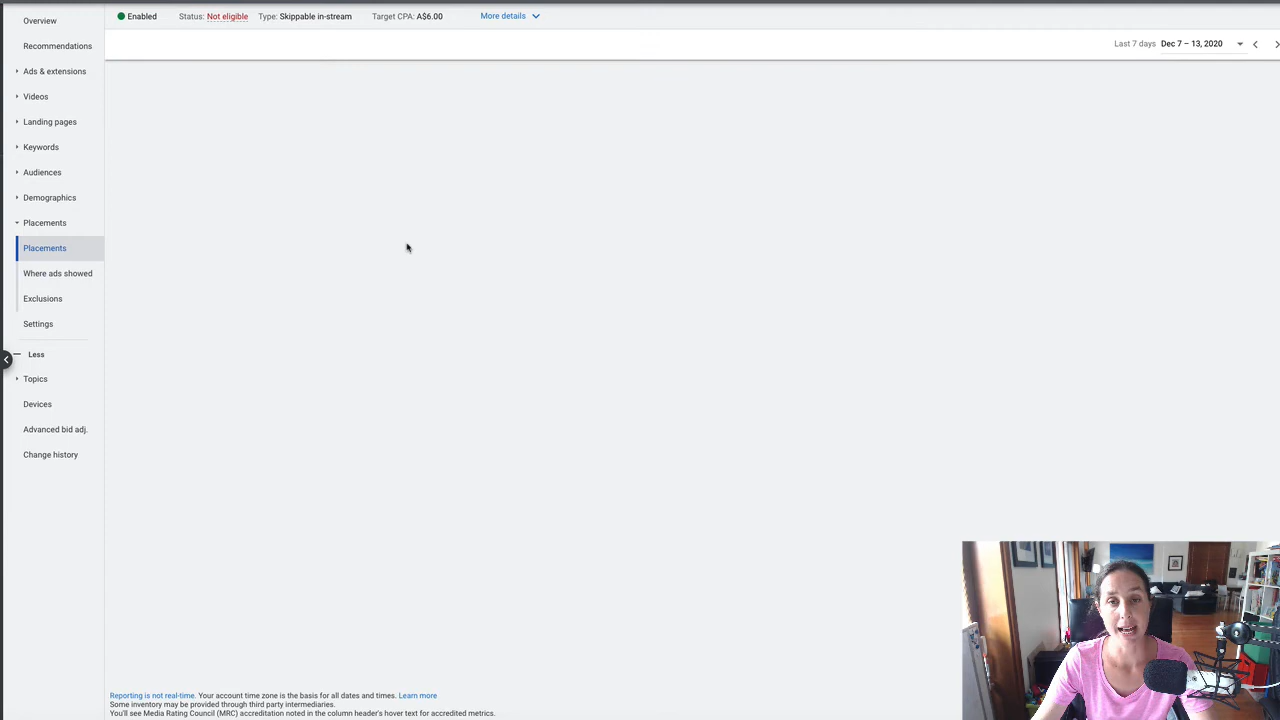 Overview
Recommendations
Ads & extensions
Videos
Landing pages
Keywords
Audiences
Demographics
Placements
Placements
Where ads showed
Exclusions
Settings
Less
Topics
Devices
Advanced bid adj.
Change history
Enabled Status: Not eligible Type: Skippable in-stream Target CPA: A$6.00 More details
Last 7 days Dec 7 – 13, 2020
Reporting is not real-time. Your account time zone is the basis for all dates and times. Learn more
Some inventory may be provided through third party intermediaries.
You'll see Media Rating Council (MRC) accreditation noted in the column header's hover text for accredited metrics.